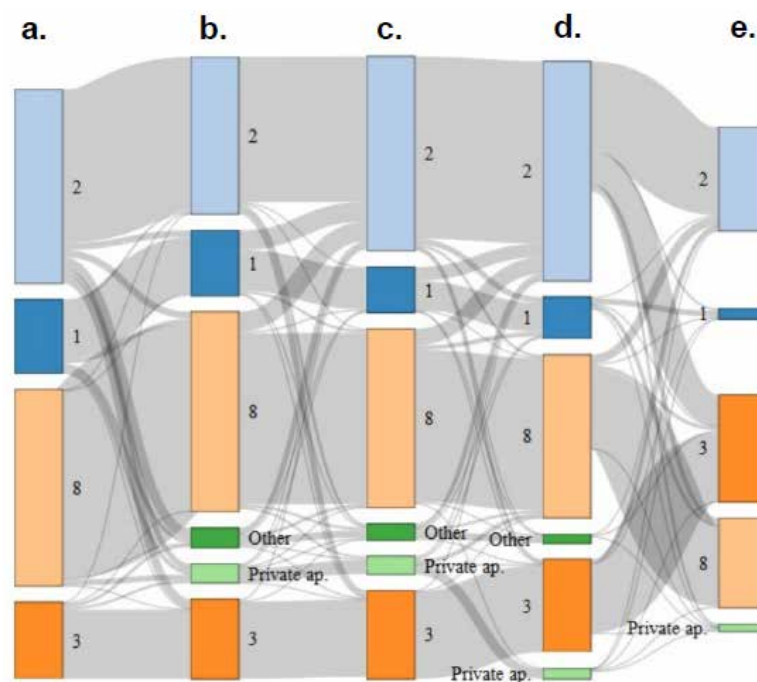 a.
b.
c.
d.
e.
2
1
8
3
2
1
8
Other
Private ap.
3
2
1
8
Other
Private ap.
3
2
1
8
Other
3
Private ap.
2
1
3
8
Private ap.